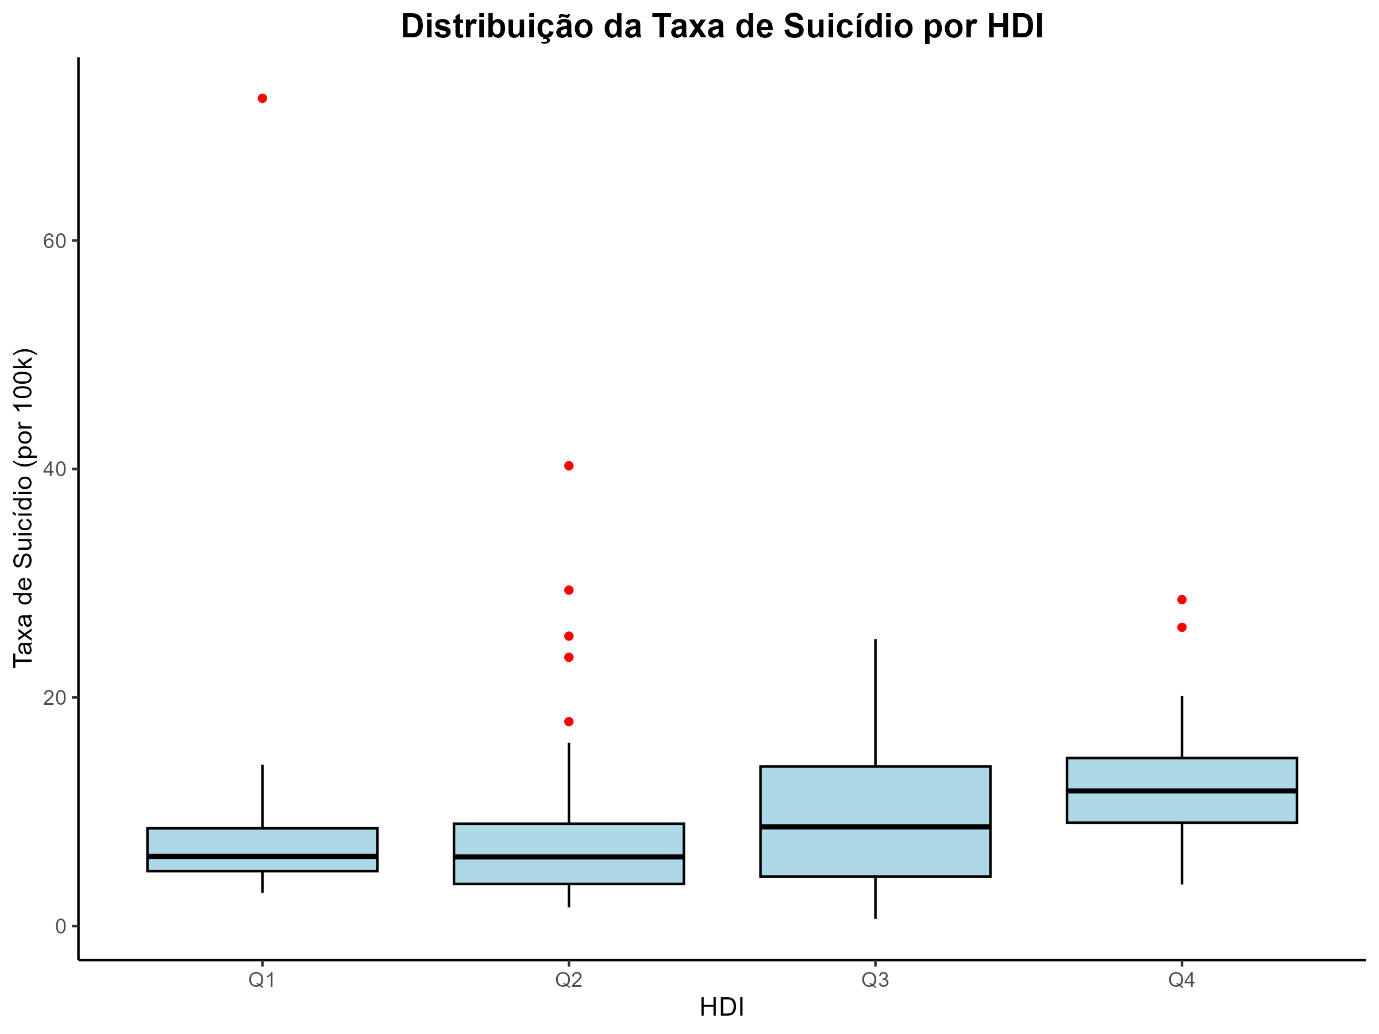 Distribuição da Taxa de Suicídio por HDI
Taxa de Suicídio (por 100k)
60
40
20
0
Q1
Q2
Q3
Q4
HDI